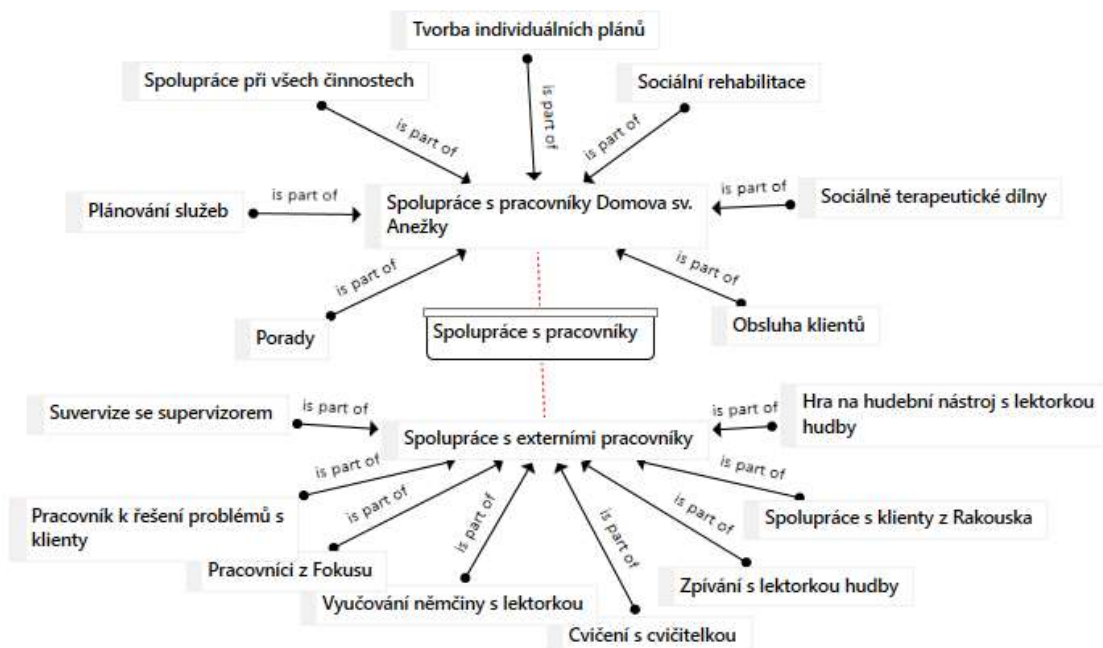 Tvorba individuálních plánů
Spolupráce při všech činnostech
Sociální rehabilitace
is part of
is part of
is part of
Plánování služeb
is part of
Spolupráce s pracovníky Domova sv.
Anežky
is part of
Sociálně terapeutické dílny
is part of
is part of
Porady
Obsluha klientů
Spolupráce s pracovníky
Suvervize se supervizorem
is part of
Spolupráce s externími pracovníky
is part of
Hra na hudební nástroj s lektorkou
hudby
is part of
is part of
is part of
is part of
is part of
is part of
Pracovník k řešení problémů s
klienty
Spolupráce s klienty z Rakouska
Pracovníci z Fokusu
Zpívání s lektorkou hudby
Vyučování němčiny s lektorkou
Cvičení s cvičitelkou